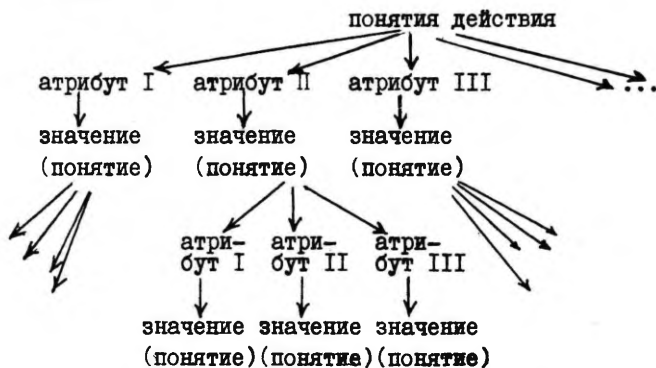 понятия действия
атрибут I атрибут II атрибут III ...
значение значение значение
(понятие) (понятие) (понятие)
атри- атри- атри-
бут I бут II бут III
значение значение значение
(понятие) (понятие) (понятие)